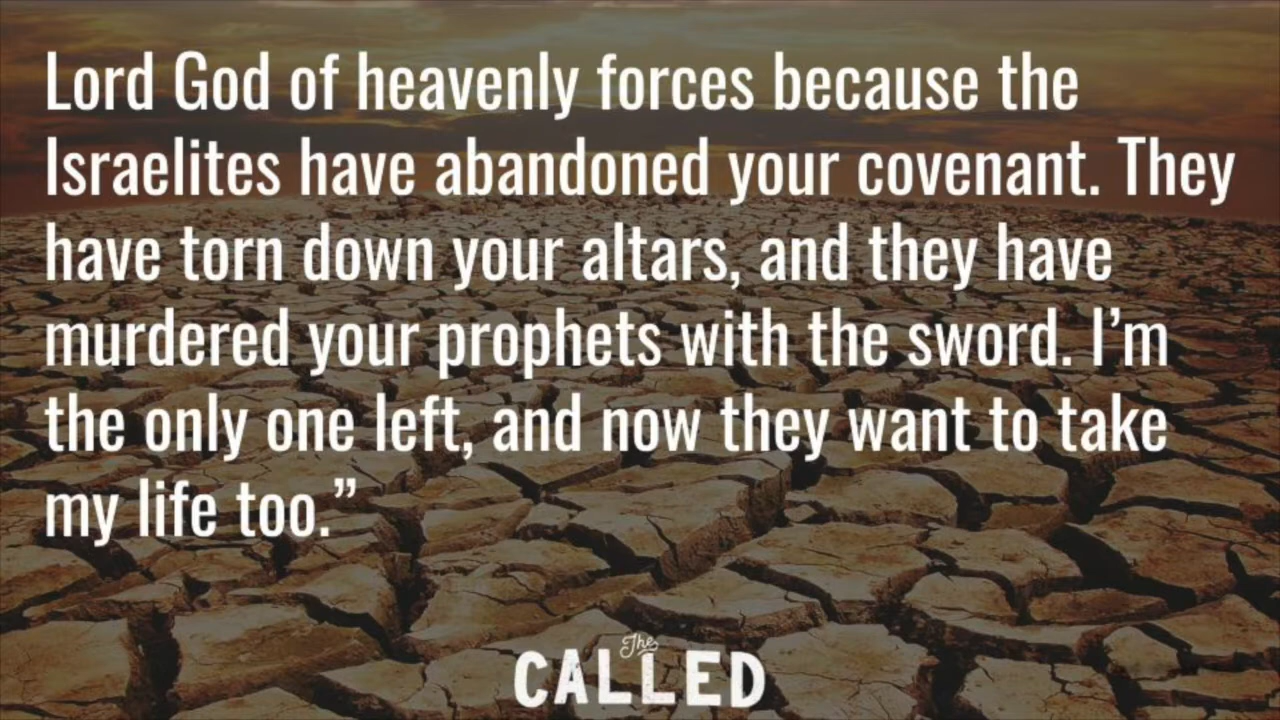 Lord God of heavenly forces because the
Israelites have abandoned your covenant. They
have torn down your altars, and they have
murdered your prophets with the sword. I’m
the only one left, and now they want to take
my life too.”
The
CALLED